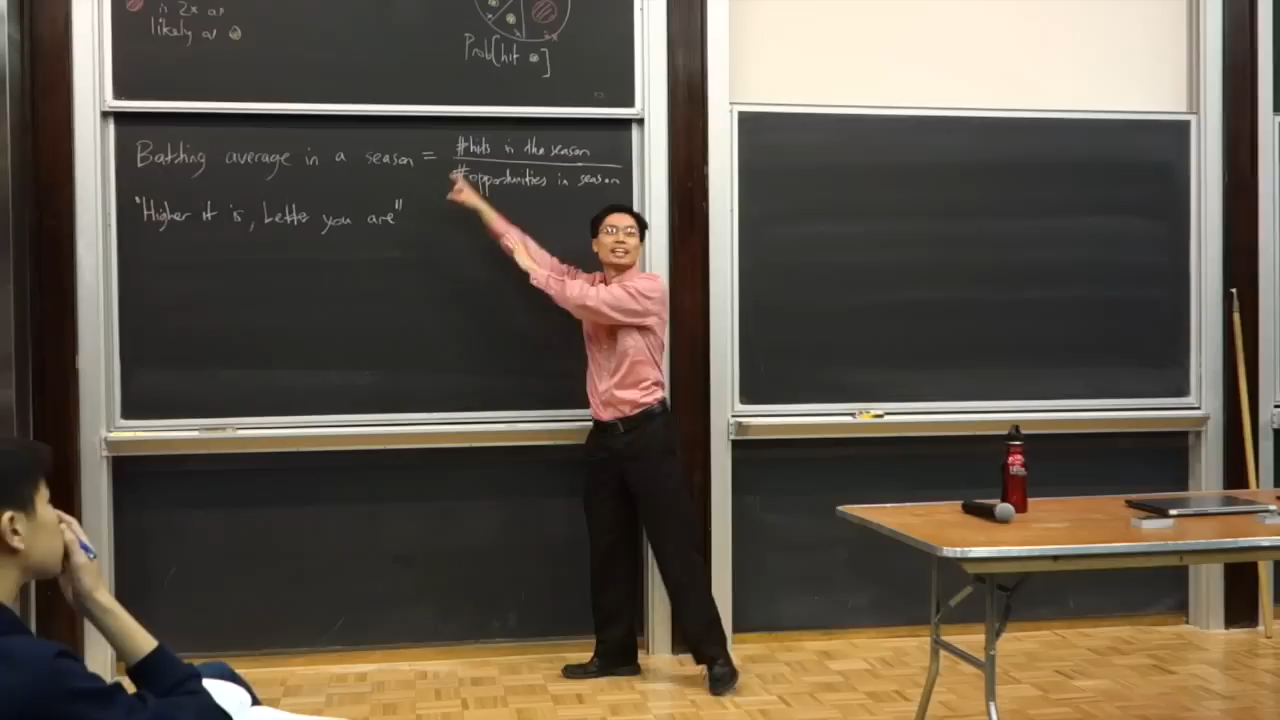 is 2x as
likely as
Prob[hit ]
Batting average in a season = #hits in the season
#opportunities in season
"Higher it is, better you are"